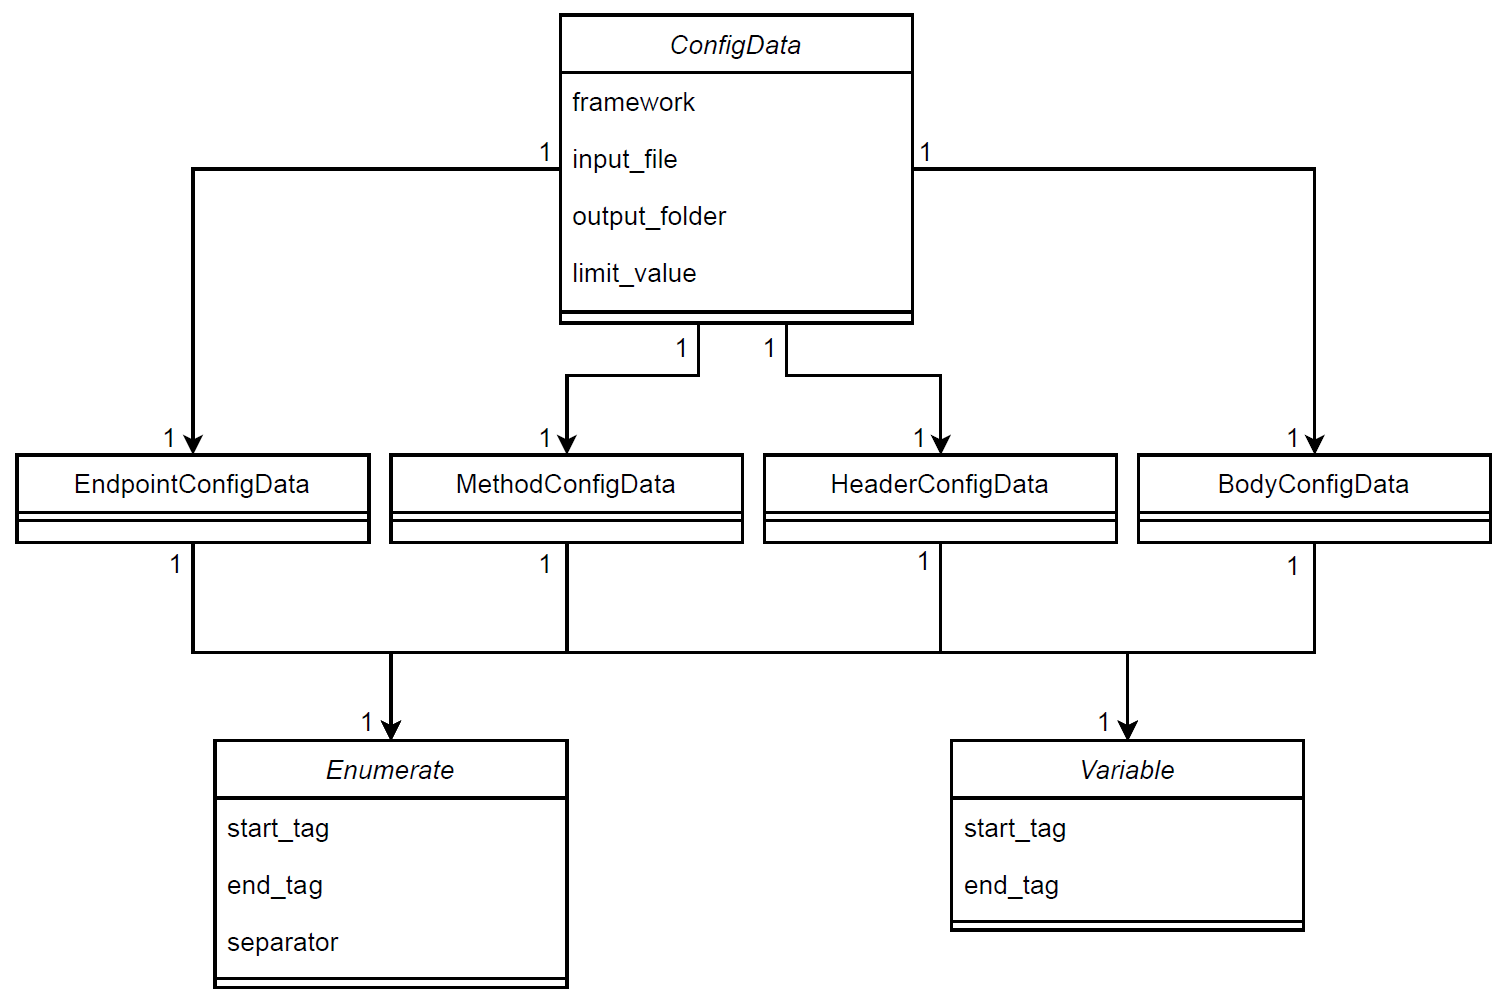 ConfigData
framework
input_file
output_folder
limit_value
1
1
1
1
1
1
1
1
EndpointConfigData
MethodConfigData
HeaderConfigData
BodyConfigData
1
1
1
1
1
1
Enumerate
start_tag
end_tag
separator
Variable
start_tag
end_tag